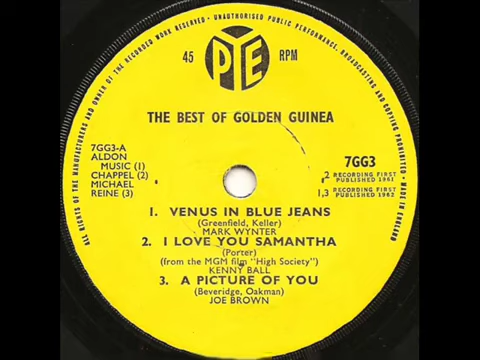 ALL RIGHTS OF THE MANUFACTURERS AND OWNER OF THE RECORDED WORK RESERVED • UNAUTHORISED PUBLIC PERFORMANCE, BROADCASTING AND COPYING PROHIBITED • MADE IN ENGLAND
45 PYE RPM
THE BEST OF GOLDEN GUINEA
7GG3-A
ALDON
MUSIC (1)
CHAPPEL (2)
MICHAEL
REINE (3)
7GG3
2 RECORDING FIRST PUBLISHED 1961
1,3 RECORDING FIRST PUBLISHED 1962
1. VENUS IN BLUE JEANS
(Greenfield, Keller)
MARK WYNTER
2. I LOVE YOU SAMANTHA
(Porter)
(from the MGM film "High Society")
KENNY BALL
3. A PICTURE OF YOU
(Beveridge, Oakman)
JOE BROWN